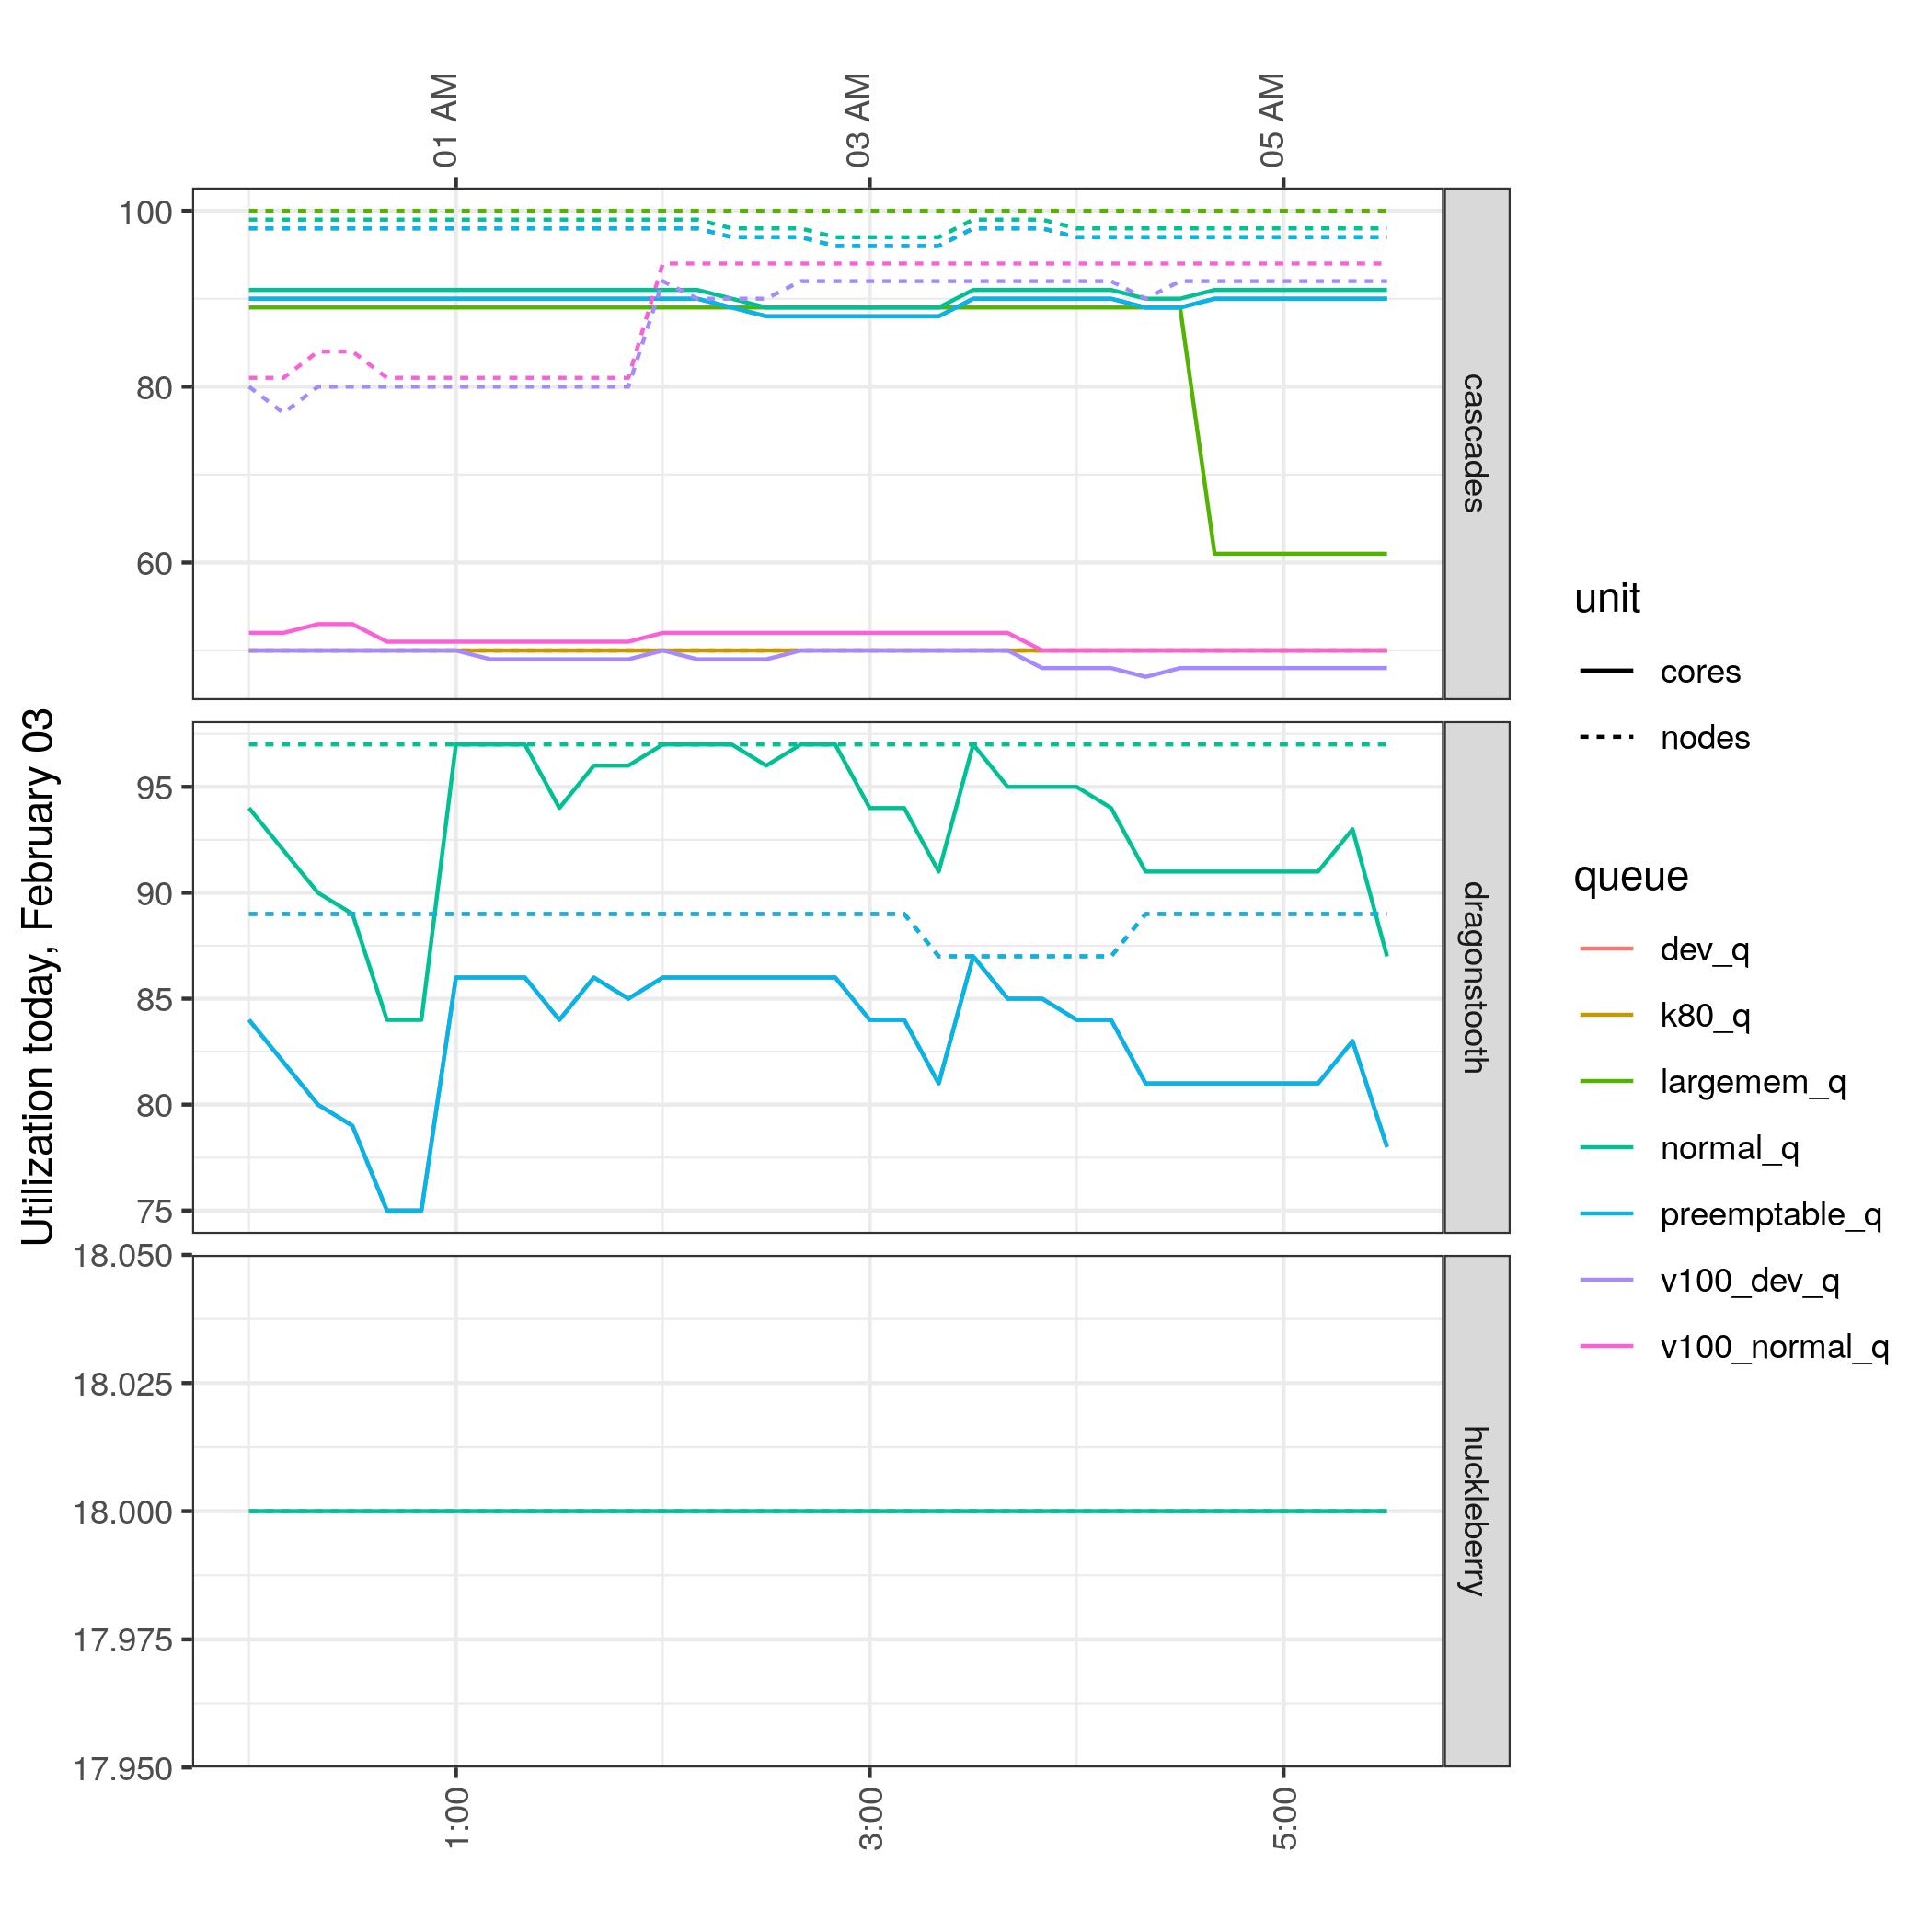 01 AM
03 AM
05 AM
100
80
60
cascades
95
90
85
80
75
dragonstooth
18.050
18.025
18.000
17.975
17.950
huckleberry
1:00
3:00
5:00
Utilization today, February 03
unit
cores
nodes
queue
dev_q
k80_q
largemem_q
normal_q
preemptable_q
v100_dev_q
v100_normal_q